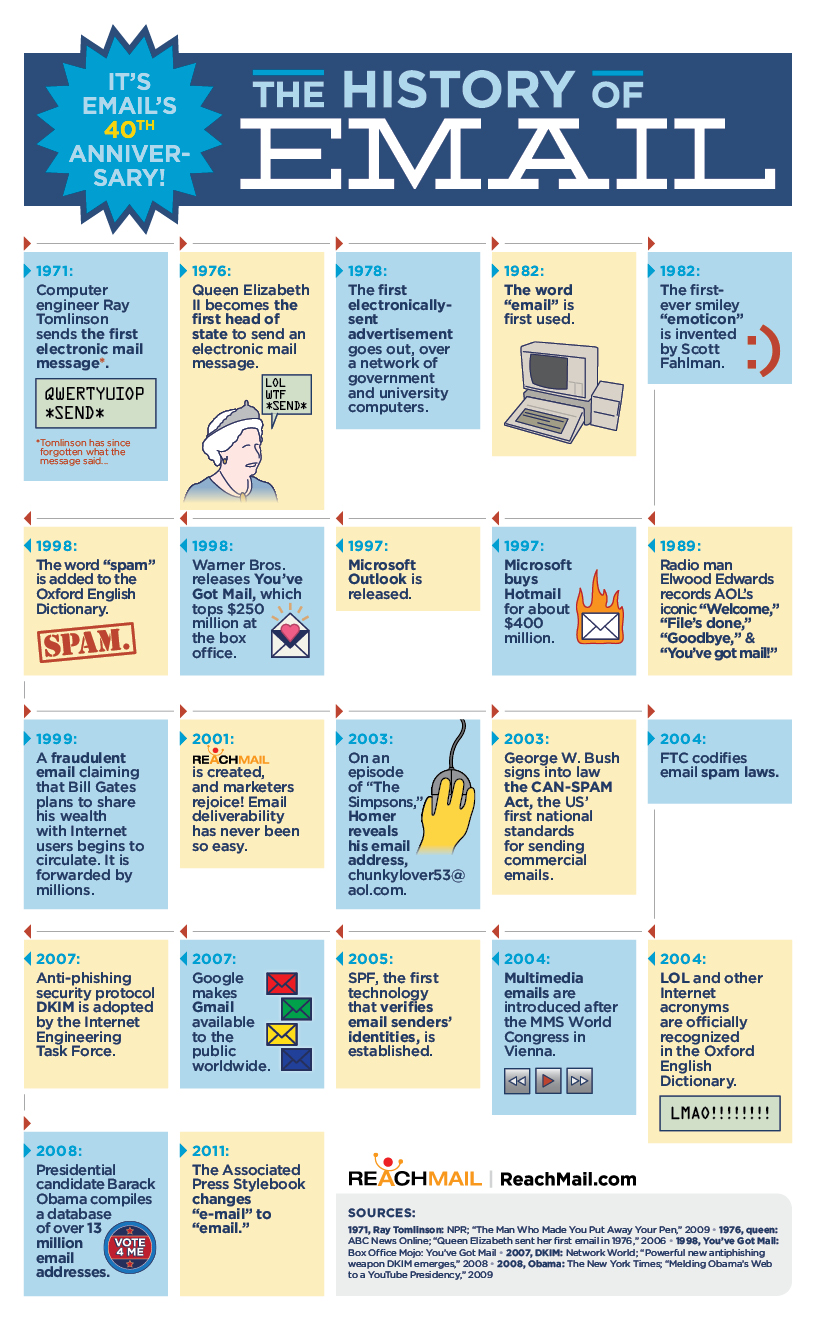 IT'S
EMAIL'S
40TH
ANNIVER-
SARY!
THE HISTORY OF
EMAIL
1971:
Computer
engineer Ray
Tomlinson
sends the first
electronic mail
message*.
QWERTYUIOP
*SEND*
*Tomlinson has since
forgotten what the
message said...
1976:
Queen Elizabeth
II becomes the
first head of
state to send an
electronic mail
message.
LOL
WTF
*SEND*
1978:
The first
electronically-
sent
advertisement
goes out, over
a network of
government
and university
computers.
1982:
The word
“email” is
first used.
1982:
The first-
ever smiley
“emoticon”
is invented
by Scott
Fahlman.
:)
1989:
Radio man
Elwood Edwards
records AOL's
iconic “Welcome,”
“File's done,”
“Goodbye,” &
“You've got mail!”
1997:
Microsoft
buys
Hotmail
for about
$400
million.
1997:
Microsoft
Outlook is
released.
1998:
Warner Bros.
releases You've
Got Mail, which
tops $250
million at
the box
office.
1998:
The word “spam”
is added to the
Oxford English
Dictionary.
SPAM.
1999:
A fraudulent
email claiming
that Bill Gates
plans to share
his wealth
with Internet
users begins to
circulate. It is
forwarded by
millions.
2001:
REACHMAIL
is created,
and marketers
rejoice! Email
deliverability
has never been
so easy.
2003:
On an
episode
of “The
Simpsons,”
Homer
reveals
his email
address,
chunkylover53@
aol.com.
2003:
George W. Bush
signs into law
the CAN-SPAM
Act, the US'
first national
standards
for sending
commercial
emails.
2004:
FTC codifies
email spam laws.
2004:
LOL and other
Internet
acronyms
are officially
recognized
in the Oxford
English
Dictionary.
LMAO!!!!!!!!
2004:
Multimedia
emails are
introduced after
the MMS World
Congress in
Vienna.
2005:
SPF, the first
technology
that verifies
email senders'
identities, is
established.
2007:
Google
makes
Gmail
available
to the
public
worldwide.
2007:
Anti-phishing
security protocol
DKIM is adopted
by the Internet
Engineering
Task Force.
2008:
Presidential
candidate Barack
Obama compiles
a database
of over 13
million
email
addresses.
VOTE
4 ME
2011:
The Associated
Press Stylebook
changes
“e-mail” to
“email.”
REACHMAIL | ReachMail.com
SOURCES:
1971, Ray Tomlinson: NPR; “The Man Who Made You Put Away Your Pen,” 2009 • 1976, queen:
ABC News Online; “Queen Elizabeth sent her first email in 1976,” 2006 • 1998, You've Got Mail:
Box Office Mojo: You've Got Mail • 2007, DKIM: Network World; “Powerful new antiphishing
weapon DKIM emerges,” 2008 • 2008, Obama: The New York Times; “Melding Obama's Web
to a YouTube Presidency,” 2009